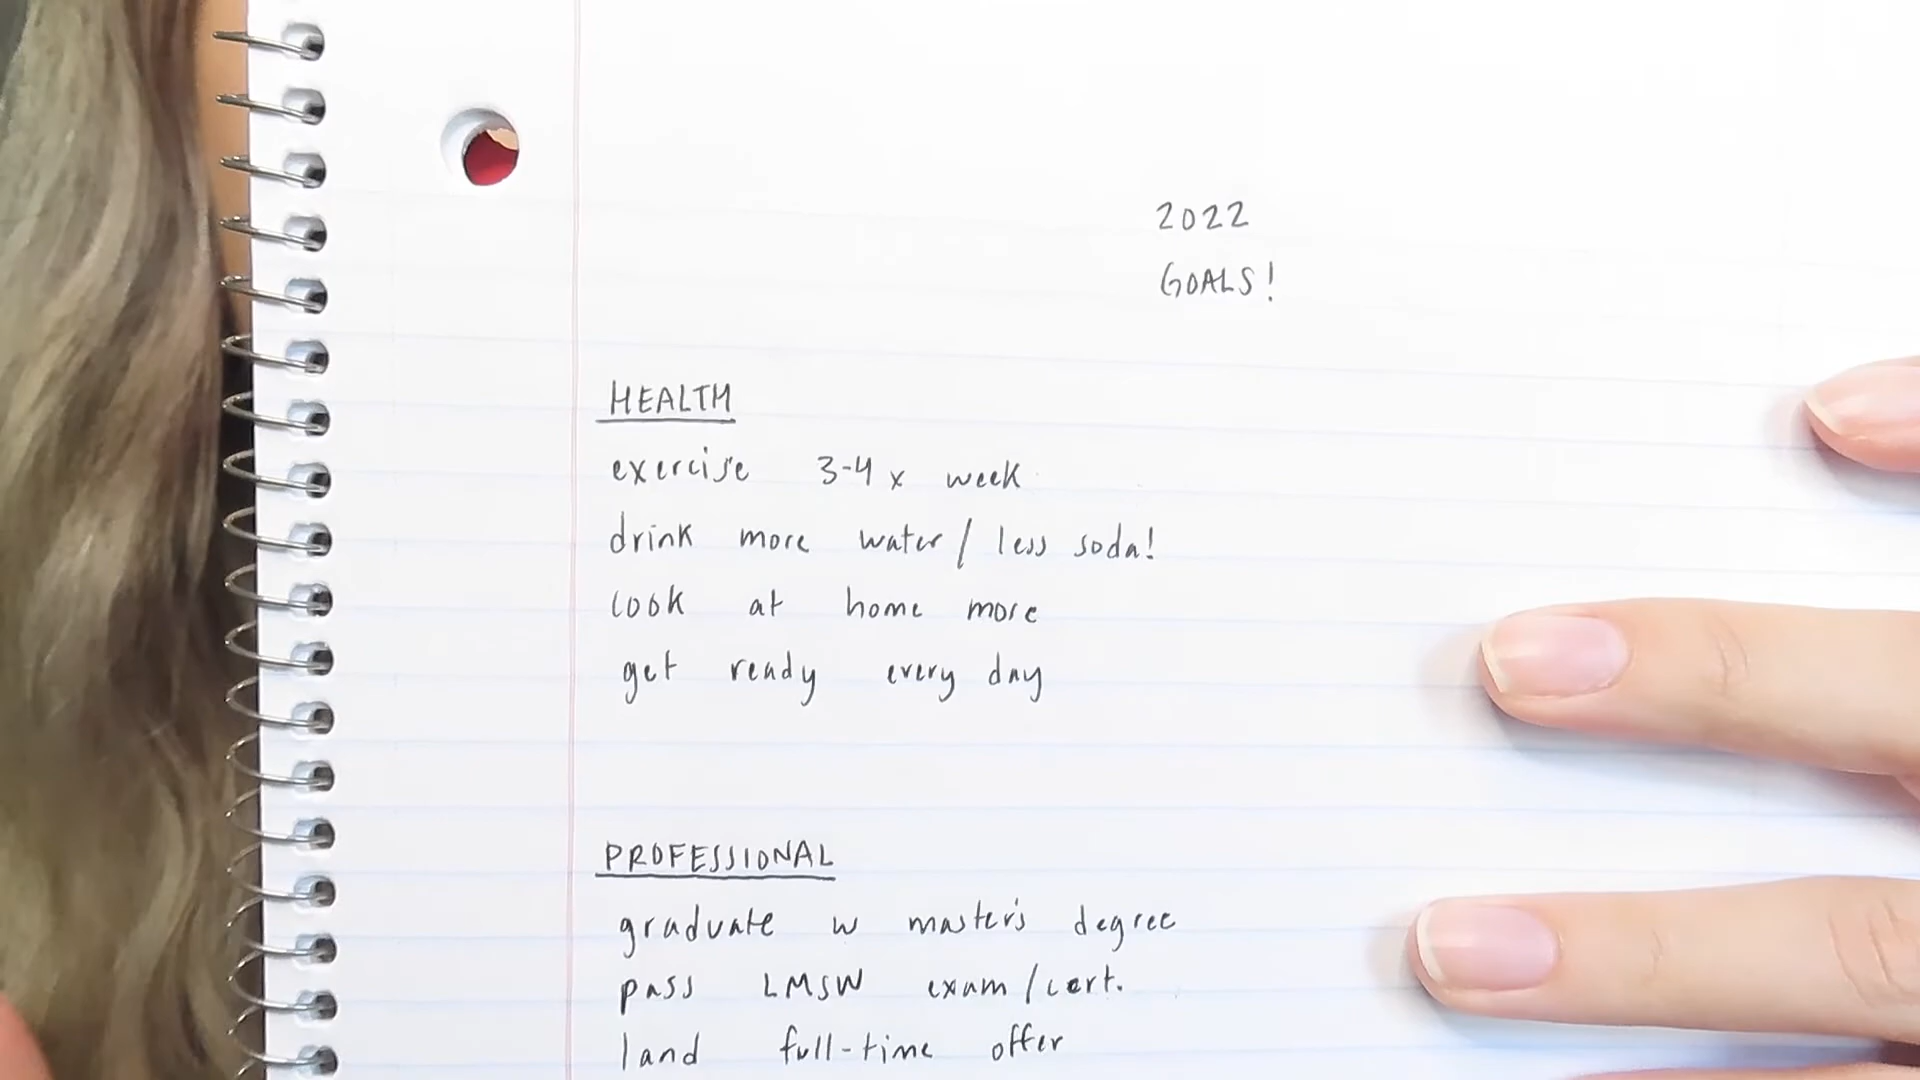 2022
GOALS!
HEALTH
exercise 3-4 x week
drink more water / less soda!
cook at home more
get ready every day
PROFESSIONAL
graduate w master's degree
pass LMSW exam / cert.
land full-time offer